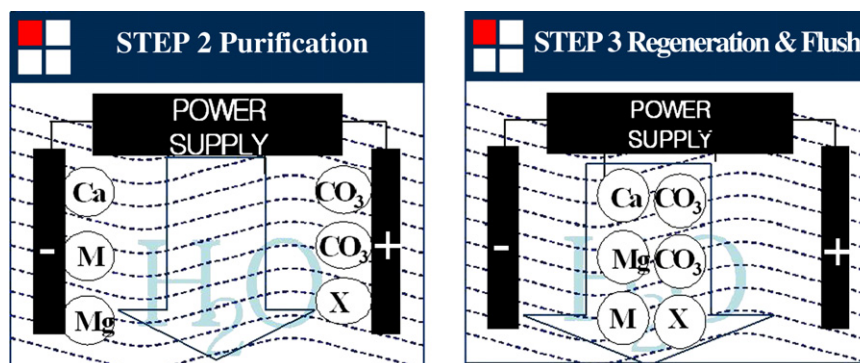 STEP 2 Purification
POWER
SUPPLY
Ca
CO3
M
CO3
-
+
Mg
X
H2O
STEP 3 Regeneration & Flush
POWER
SUPPLY
Ca CO3
Mg CO3
-
+
M X
H2O